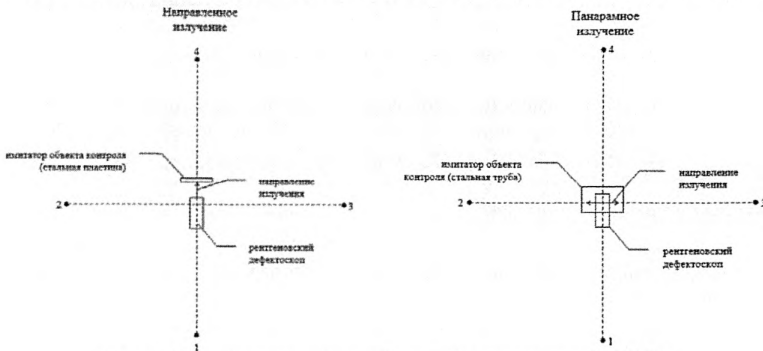 Направленное
излучение
4
имитатор объекта контроля
(стальная пластина)
направление
излучения
2
3
рентгеновский
дефектоскоп
1
Панарамное
излучение
4
имитатор объекта
контроля (стальная труба)
направление
излучения
2
рентгеновский
дефектоскоп
1